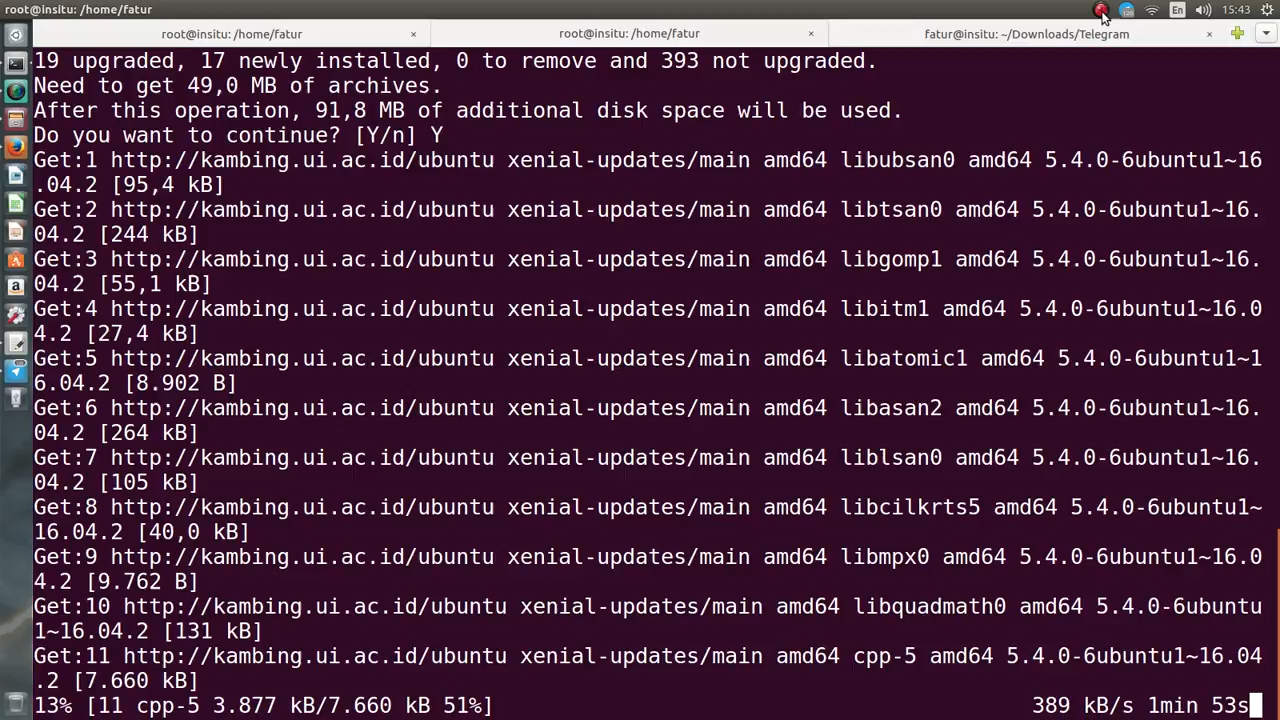 root@insitu: /home/fatur
120
En
15:43
root@insitu: /home/fatur × root@insitu: /home/fatur × fatur@insitu: ~/Downloads/Telegram ×
19 upgraded, 17 newly installed, 0 to remove and 393 not upgraded.
Need to get 49,0 MB of archives.
After this operation, 91,8 MB of additional disk space will be used.
Do you want to continue? [Y/n] Y
Get:1 http://kambing.ui.ac.id/ubuntu xenial-updates/main amd64 libubsan0 amd64 5.4.0-6ubuntu1~16
.04.2 [95,4 kB]
Get:2 http://kambing.ui.ac.id/ubuntu xenial-updates/main amd64 libtsan0 amd64 5.4.0-6ubuntu1~16.
04.2 [244 kB]
Get:3 http://kambing.ui.ac.id/ubuntu xenial-updates/main amd64 libgomp1 amd64 5.4.0-6ubuntu1~16.
04.2 [55,1 kB]
Get:4 http://kambing.ui.ac.id/ubuntu xenial-updates/main amd64 libitm1 amd64 5.4.0-6ubuntu1~16.0
4.2 [27,4 kB]
Get:5 http://kambing.ui.ac.id/ubuntu xenial-updates/main amd64 libatomic1 amd64 5.4.0-6ubuntu1~1
6.04.2 [8.902 B]
Get:6 http://kambing.ui.ac.id/ubuntu xenial-updates/main amd64 libasan2 amd64 5.4.0-6ubuntu1~16.
04.2 [264 kB]
Get:7 http://kambing.ui.ac.id/ubuntu xenial-updates/main amd64 liblsan0 amd64 5.4.0-6ubuntu1~16.
04.2 [105 kB]
Get:8 http://kambing.ui.ac.id/ubuntu xenial-updates/main amd64 libcilkrts5 amd64 5.4.0-6ubuntu1~
16.04.2 [40,0 kB]
Get:9 http://kambing.ui.ac.id/ubuntu xenial-updates/main amd64 libmpx0 amd64 5.4.0-6ubuntu1~16.0
4.2 [9.762 B]
Get:10 http://kambing.ui.ac.id/ubuntu xenial-updates/main amd64 libquadmath0 amd64 5.4.0-6ubuntu
1~16.04.2 [131 kB]
Get:11 http://kambing.ui.ac.id/ubuntu xenial-updates/main amd64 cpp-5 amd64 5.4.0-6ubuntu1~16.04
.2 [7.660 kB]
13% [11 cpp-5 3.877 kB/7.660 kB 51%] 389 kB/s 1min 53s